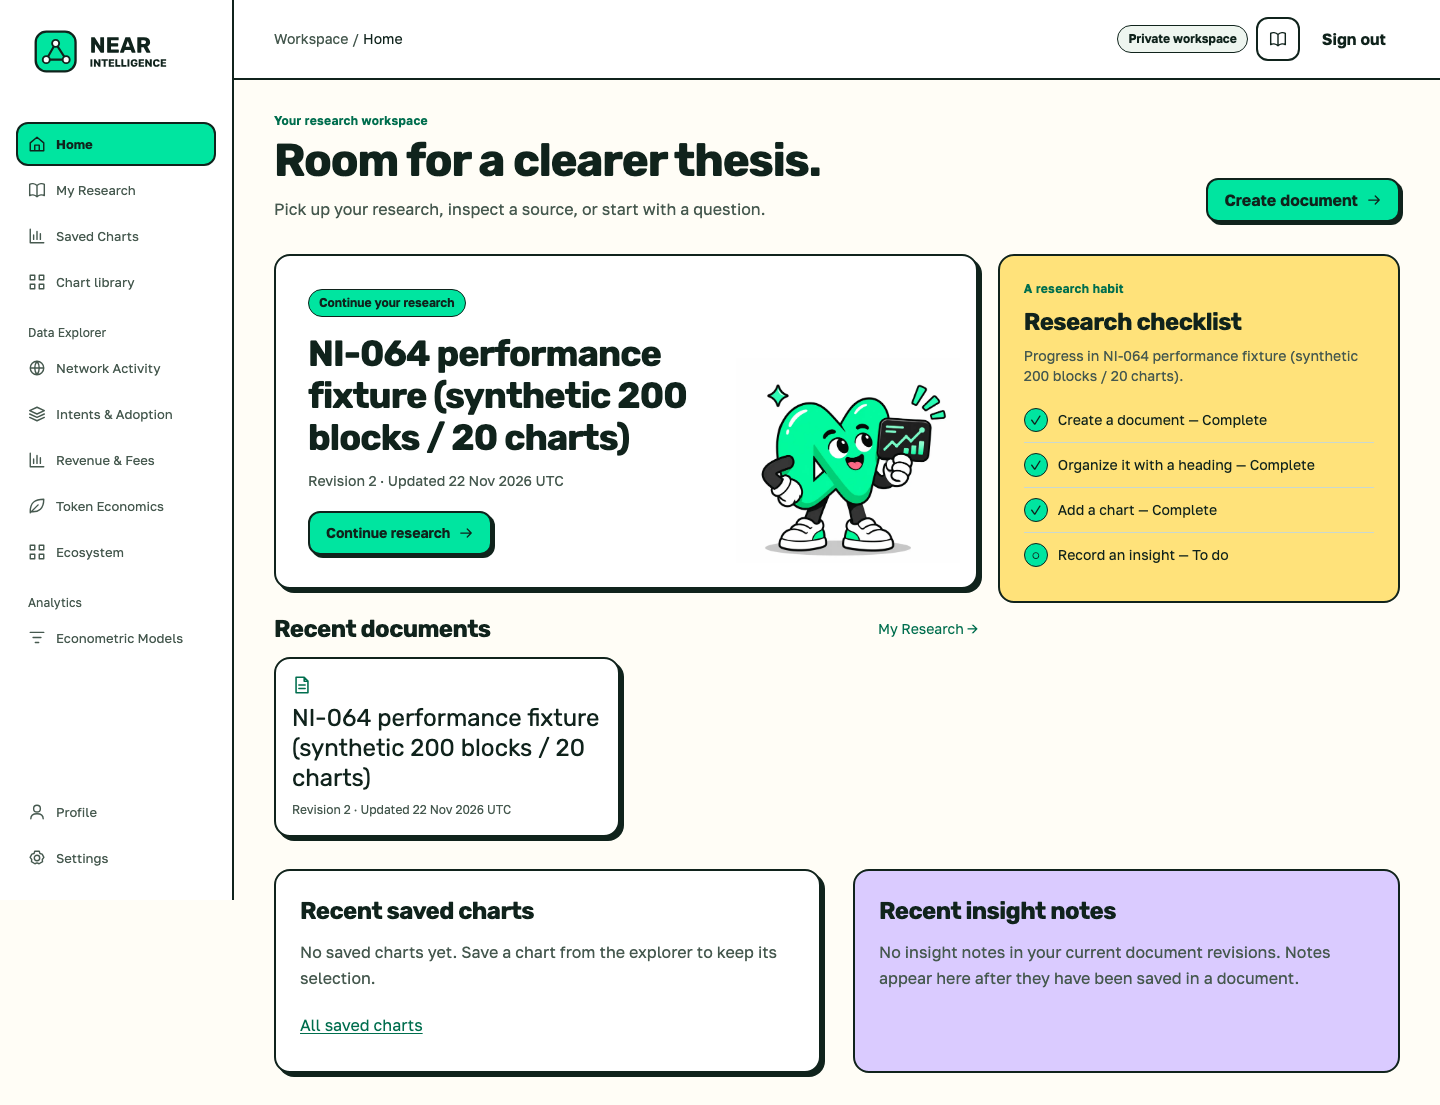 NEAR
INTELLIGENCE
Home
My Research
Saved Charts
Chart library
Data Explorer
Network Activity
Intents & Adoption
Revenue & Fees
Token Economics
Ecosystem
Analytics
Econometric Models
Profile
Settings
Workspace / Home
Private workspace
Sign out
Your research workspace
Room for a clearer thesis.
Pick up your research, inspect a source, or start with a question.
Create document →
Continue your research
NI-064 performance
fixture (synthetic 200
blocks / 20 charts)
Revision 2 · Updated 22 Nov 2026 UTC
Continue research →
A research habit
Research checklist
Progress in NI-064 performance fixture (synthetic
200 blocks / 20 charts).
Create a document — Complete
Organize it with a heading — Complete
Add a chart — Complete
Record an insight — To do
Recent documents
My Research →
NI-064 performance fixture
(synthetic 200 blocks / 20
charts)
Revision 2 · Updated 22 Nov 2026 UTC
Recent saved charts
No saved charts yet. Save a chart from the explorer to keep its
selection.
All saved charts
Recent insight notes
No insight notes in your current document revisions. Notes
appear here after they have been saved in a document.